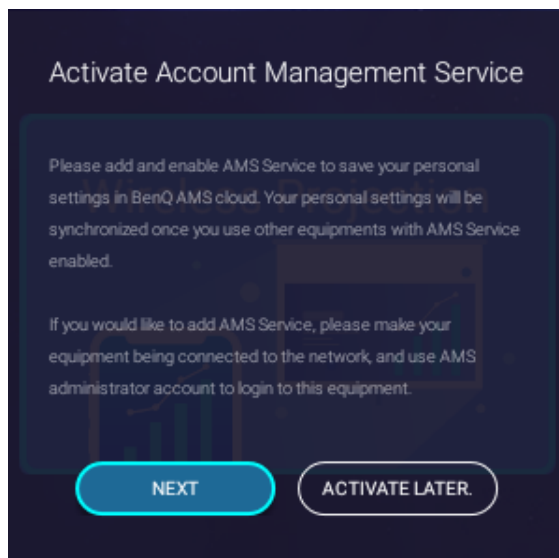 Activate Account Management Service
Please add and enable AMS Service to save your personal
settings in BenQ AMS cloud. Your personal settings will be
synchronized once you use other equipments with AMS Service
enabled.
If you would like to add AMS Service, please make your
equipment being connected to the network, and use AMS
administrator account to login to this equipment.
Wireless Projection
NEXT
ACTIVATE LATER.